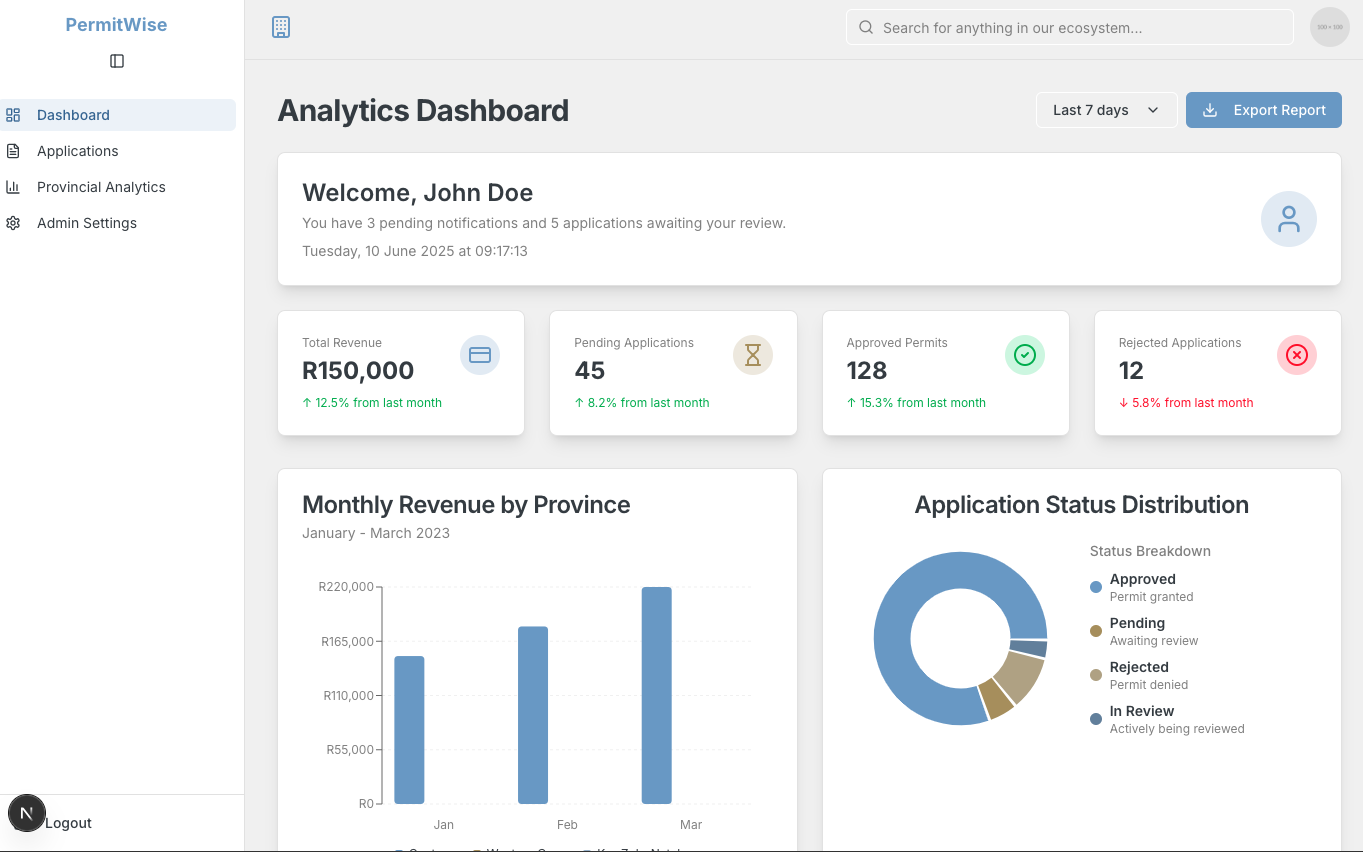 PermitWise
Search for anything in our ecosystem...
100 × 100
Dashboard
Applications
Provincial Analytics
Admin Settings
Analytics Dashboard
Last 7 days
Export Report
Welcome, John Doe
You have 3 pending notifications and 5 applications awaiting your review.
Tuesday, 10 June 2025 at 09:17:13
Total Revenue
R150,000
↑ 12.5% from last month
Pending Applications
45
↑ 8.2% from last month
Approved Permits
128
↑ 15.3% from last month
Rejected Applications
12
↓ 5.8% from last month
Monthly Revenue by Province
January - March 2023
R220,000
R165,000
R110,000
R55,000
R0
Jan
Feb
Mar
Application Status Distribution
Status Breakdown
Approved
Permit granted
Pending
Awaiting review
Rejected
Permit denied
In Review
Actively being reviewed
N
Logout